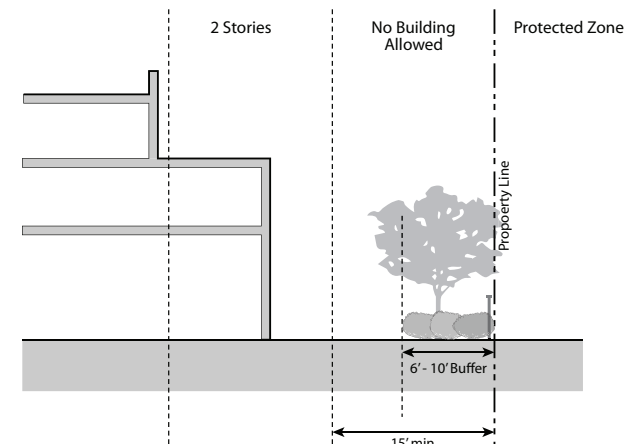 2 Stories
No Building
Allowed
Protected Zone
Propoerty Line
6’ - 10’ Buffer
15’ min